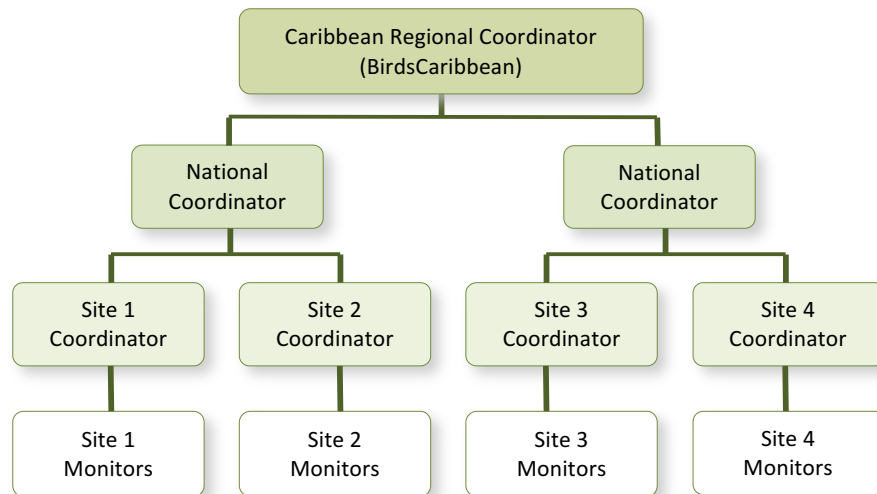 Caribbean Regional Coordinator
(BirdsCaribbean)
National
Coordinator
National
Coordinator
Site 1
Coordinator
Site 2
Coordinator
Site 3
Coordinator
Site 4
Coordinator
Site 1
Monitors
Site 2
Monitors
Site 3
Monitors
Site 4
Monitors